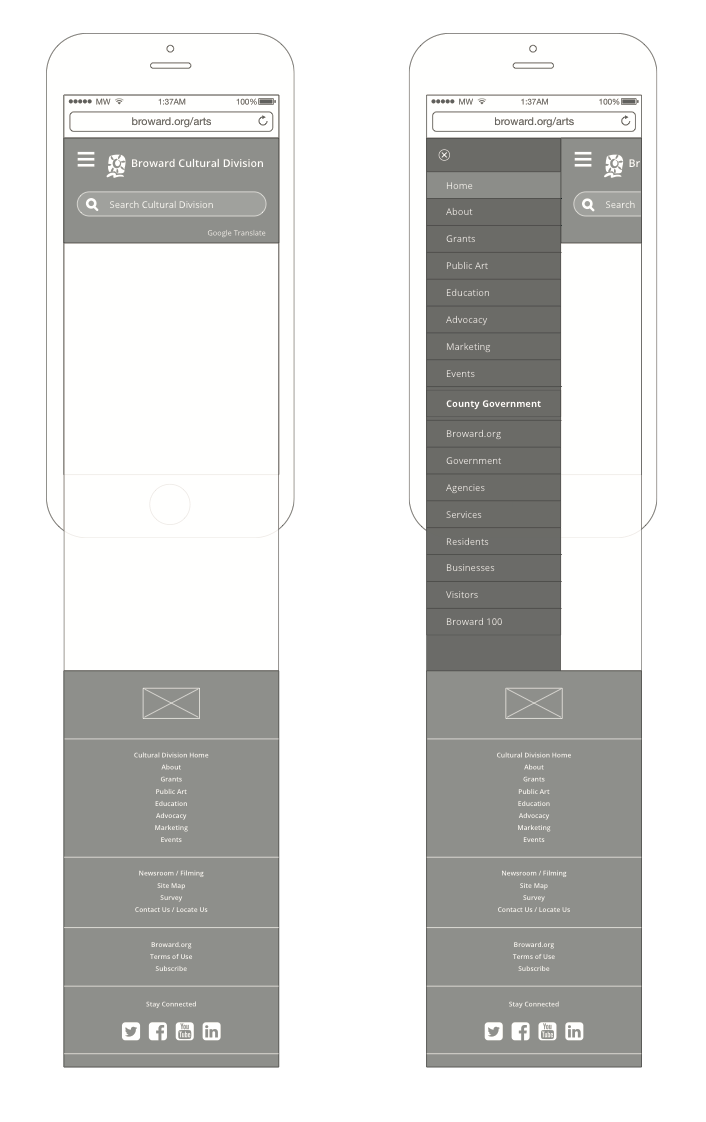 MW 1:37AM 100%
broward.org/arts
Broward Cultural Division
Search Cultural Division
Google Translate
Cultural Division Home
About
Grants
Public Art
Education
Advocacy
Marketing
Events
Newsroom / Filming
Site Map
Survey
Contact Us / Locate Us
Broward.org
Terms of Use
Subscribe
Stay Connected
You
Tube
in
MW 1:37AM 100%
broward.org/arts
Br
Search
Home
About
Grants
Public Art
Education
Advocacy
Marketing
Events
County Government
Broward.org
Government
Agencies
Services
Residents
Businesses
Visitors
Broward 100
Cultural Division Home
About
Grants
Public Art
Education
Advocacy
Marketing
Events
Newsroom / Filming
Site Map
Survey
Contact Us / Locate Us
Broward.org
Terms of Use
Subscribe
Stay Connected
You
Tube
in